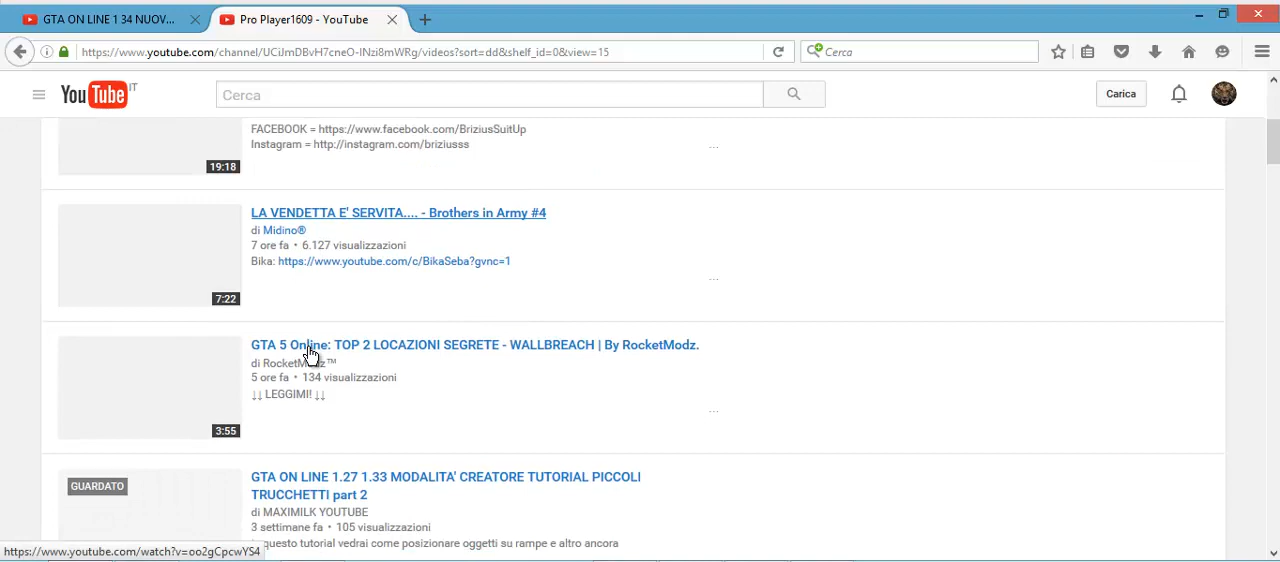 GTA ON LINE 1 34 NUOV...
Pro Player1609 - YouTube
https://www.youtube.com/channel/UCiJmDBvH7cneO-INzi8mWRg/videos?sort=dd&shelf_id=0&view=15
Cerca
YouTube IT
Cerca
Carica
FACEBOOK = https://www.facebook.com/BriziusSuitUp
Instagram = http://instagram.com/briziusss
...
19:18
LA VENDETTA E' SERVITA.... - Brothers in Army #4
di Midino®
7 ore fa • 6.127 visualizzazioni
Bika: https://www.youtube.com/c/BikaSeba?gvnc=1
...
7:22
GTA 5 Online: TOP 2 LOCAZIONI SEGRETE - WALLBREACH | By RocketModz.
di RocketModz™
5 ore fa • 134 visualizzazioni
↓↓ LEGGIMI! ↓↓
...
3:55
GUARDATO
GTA ON LINE 1.27 1.33 MODALITA' CREATORE TUTORIAL PICCOLI
TRUCCHETTI part 2
di MAXIMILK YOUTUBE
3 settimane fa • 105 visualizzazioni
questo tutorial vedrai come posizionare oggetti su rampe e altro ancora
https://www.youtube.com/watch?v=oo2gCpcwYS4